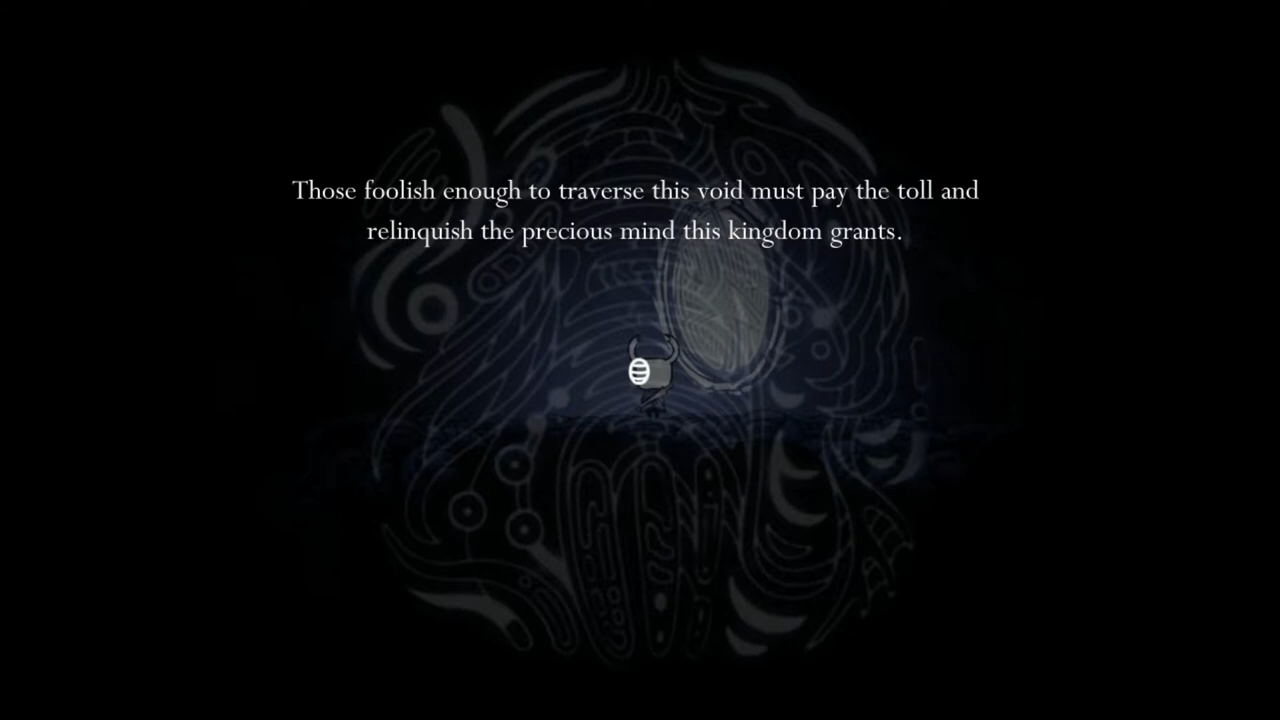 Those foolish enough to traverse this void must pay the toll and
relinquish the precious mind this kingdom grants.